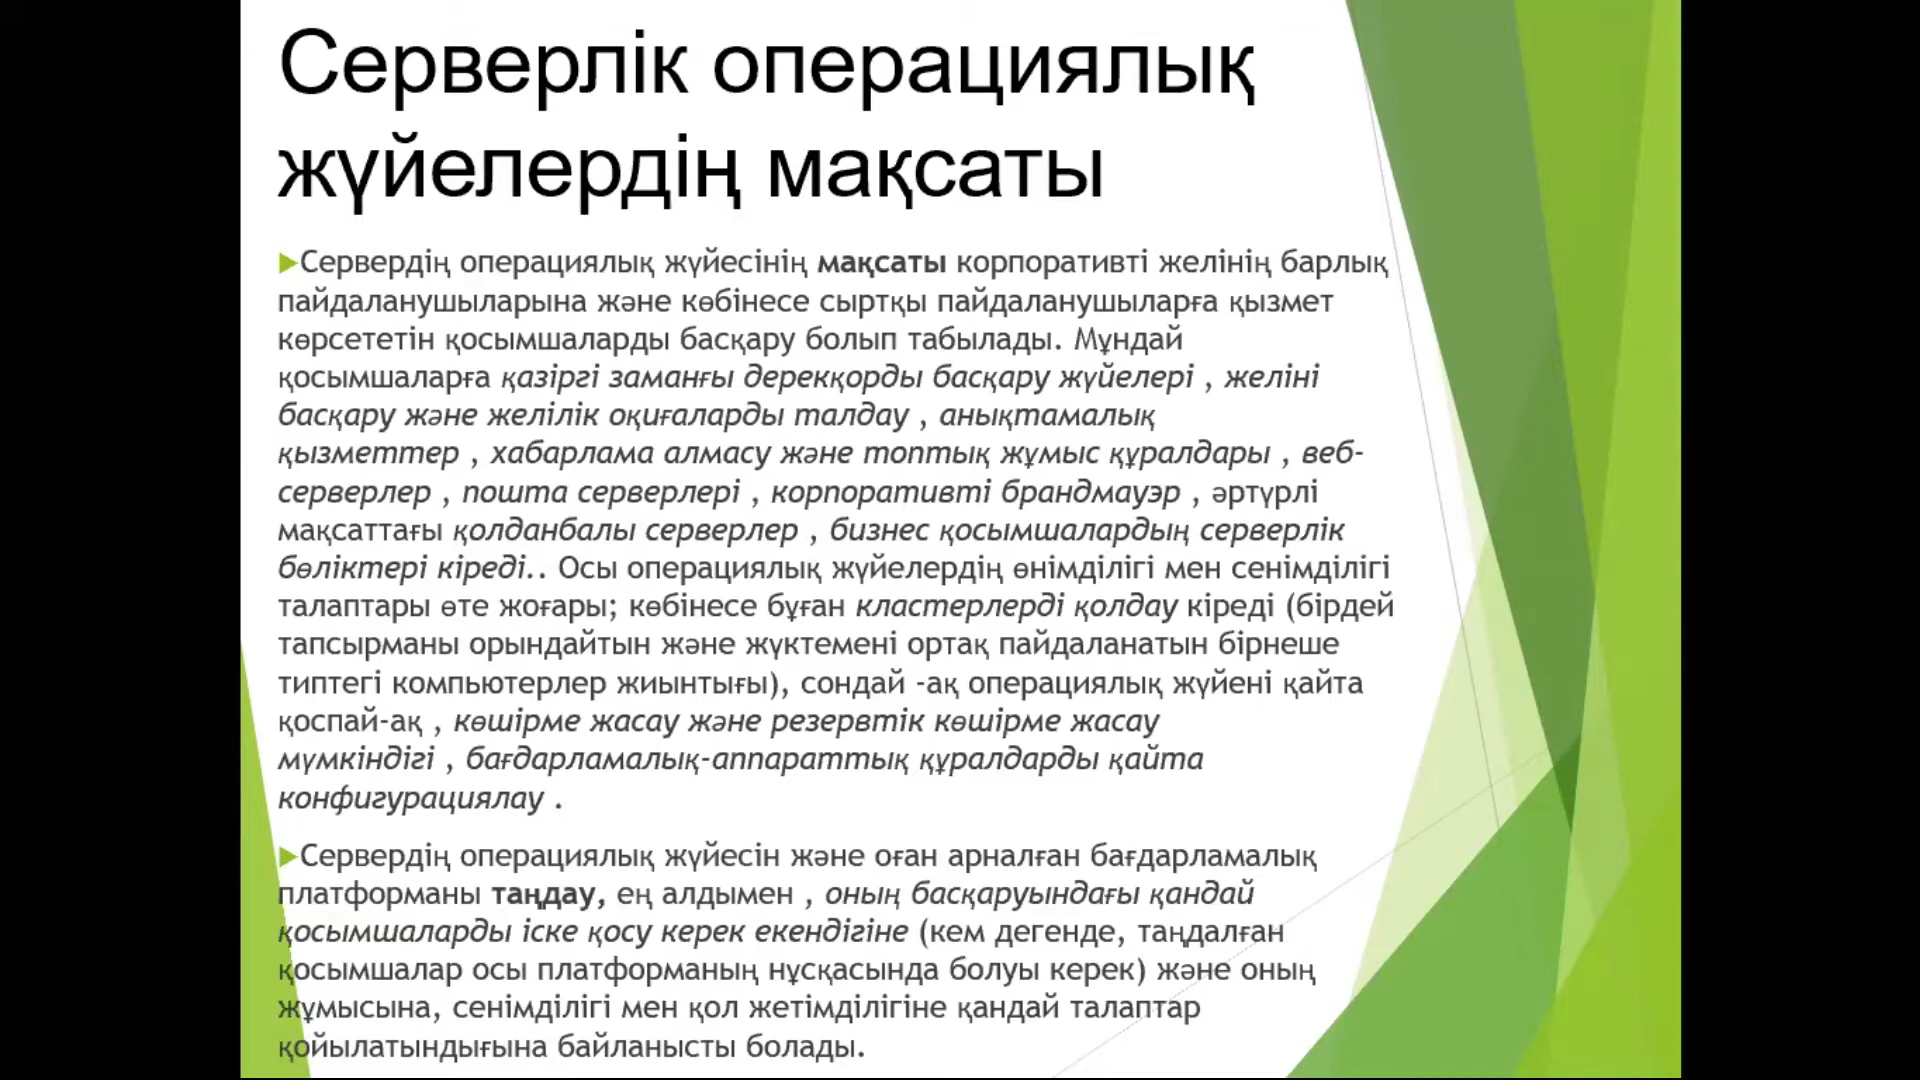 Серверлік операциялық
жүйелердің мақсаты
Сервердің операциялық жүйесінің мақсаты корпоративті желінің барлық
пайдаланушыларына және көбінесе сыртқы пайдаланушыларға қызмет
көрсететін қосымшаларды басқару болып табылады. Мұндай
қосымшаларға қазіргі заманғы дерекқорды басқару жүйелері , желіні
басқару және желілік оқиғаларды талдау , анықтамалық
қызметтер , хабарлама алмасу және топтық жұмыс құралдары , веб-
серверлер , пошта серверлері , корпоративті брандмауэр , әртүрлі
мақсаттағы қолданбалы серверлер , бизнес қосымшалардың серверлік
бөліктері кіреді.. Осы операциялық жүйелердің өнімділігі мен сенімділігі
талаптары өте жоғары; көбінесе бұған кластерлерді қолдау кіреді (бірдей
тапсырманы орындайтын және жүктемені ортақ пайдаланатын бірнеше
типтегі компьютерлер жиынтығы), сондай -ақ операциялық жүйені қайта
қоспай-ақ , көшірме жасау және резервтік көшірме жасау
мүмкіндігі , бағдарламалық-аппараттық құралдарды қайта
конфигурациялау .
Сервердің операциялық жүйесін және оған арналған бағдарламалық
платформаны таңдау, ең алдымен , оның басқаруындағы қандай
қосымшаларды іске қосу керек екендігіне (кем дегенде, таңдалған
қосымшалар осы платформаның нұсқасында болуы керек) және оның
жұмысына, сенімділігі мен қол жетімділігіне қандай талаптар
қойылатындығына байланысты болады.